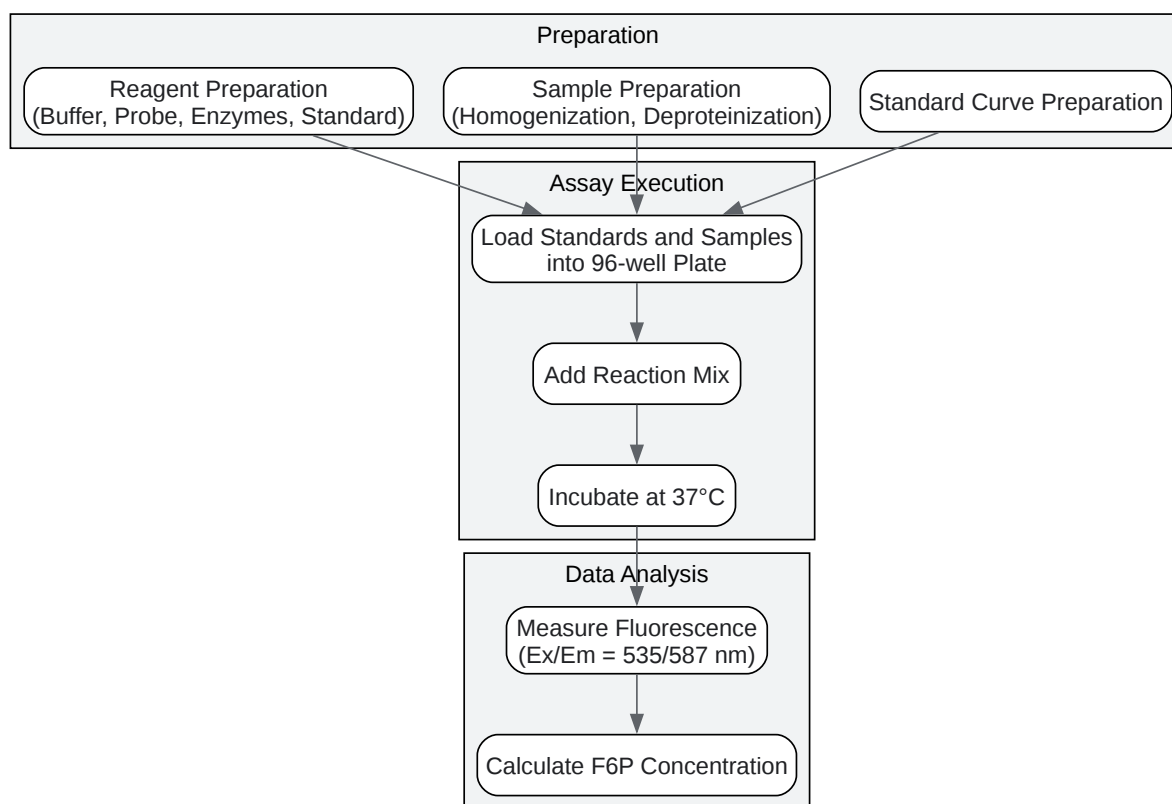 Preparation
Reagent Preparation
(Buffer, Probe, Enzymes, Standard)
Sample Preparation
(Homogenization, Deproteinization)
Standard Curve Preparation
Assay Execution
Load Standards and Samples
into 96-well Plate
Add Reaction Mix
Incubate at 37°C
Data Analysis
Measure Fluorescence
(Ex/Em = 535/587 nm)
Calculate F6P Concentration